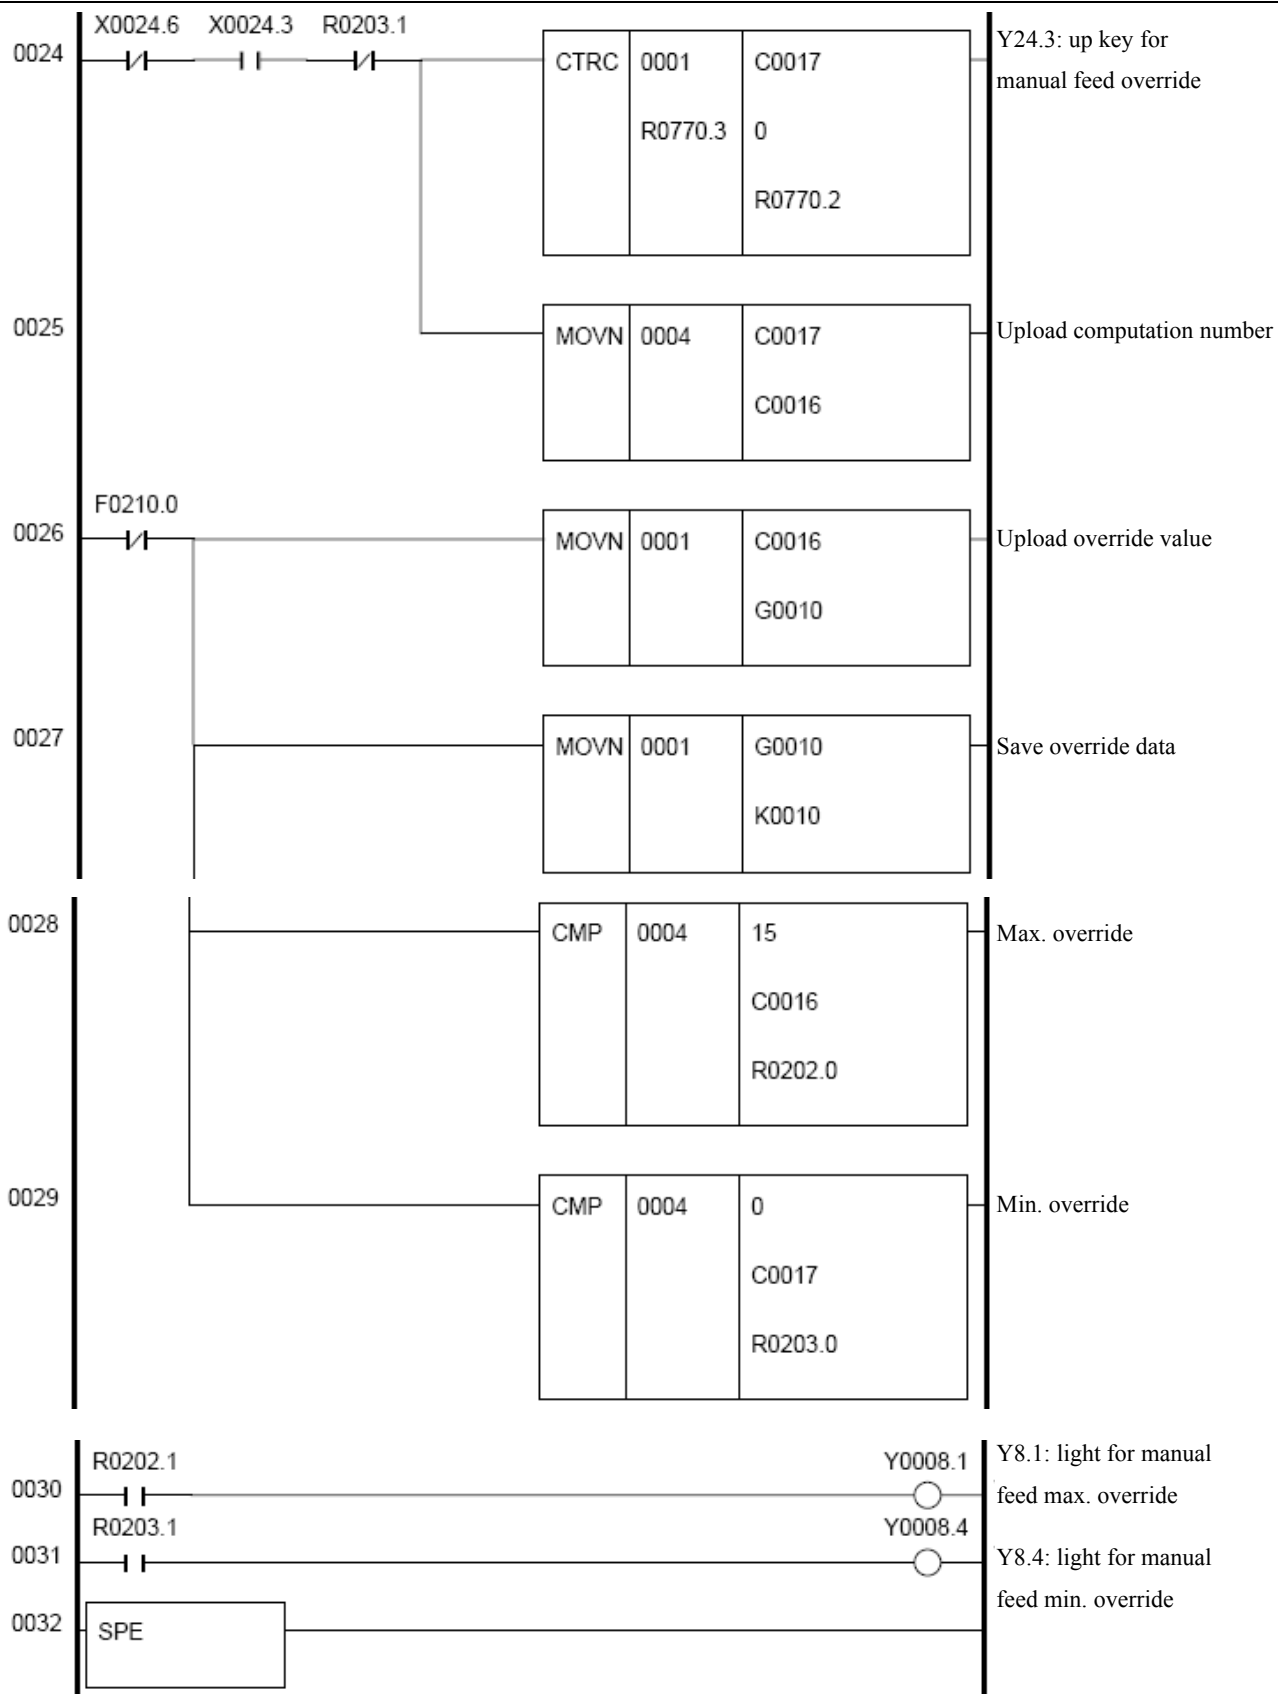 X0024.6 X0024.3 R0203.1
0024 CTRC 0001 C0017 Y24.3: up key for
manual feed override
R0770.3 0
R0770.2
0025 MOVN 0004 C0017 Upload computation number
C0016
F0210.0
0026 MOVN 0001 C0016 Upload override value
G0010
0027 MOVN 0001 G0010 Save override data
K0010
0028 CMP 0004 15 Max. override
C0016
R0202.0
0029 CMP 0004 0 Min. override
C0017
R0203.0
R0202.1 Y0008.1 Y8.1: light for manual
0030 feed max. override
R0203.1 Y0008.4
0031 Y8.4: light for manual
feed min. override
0032 SPE